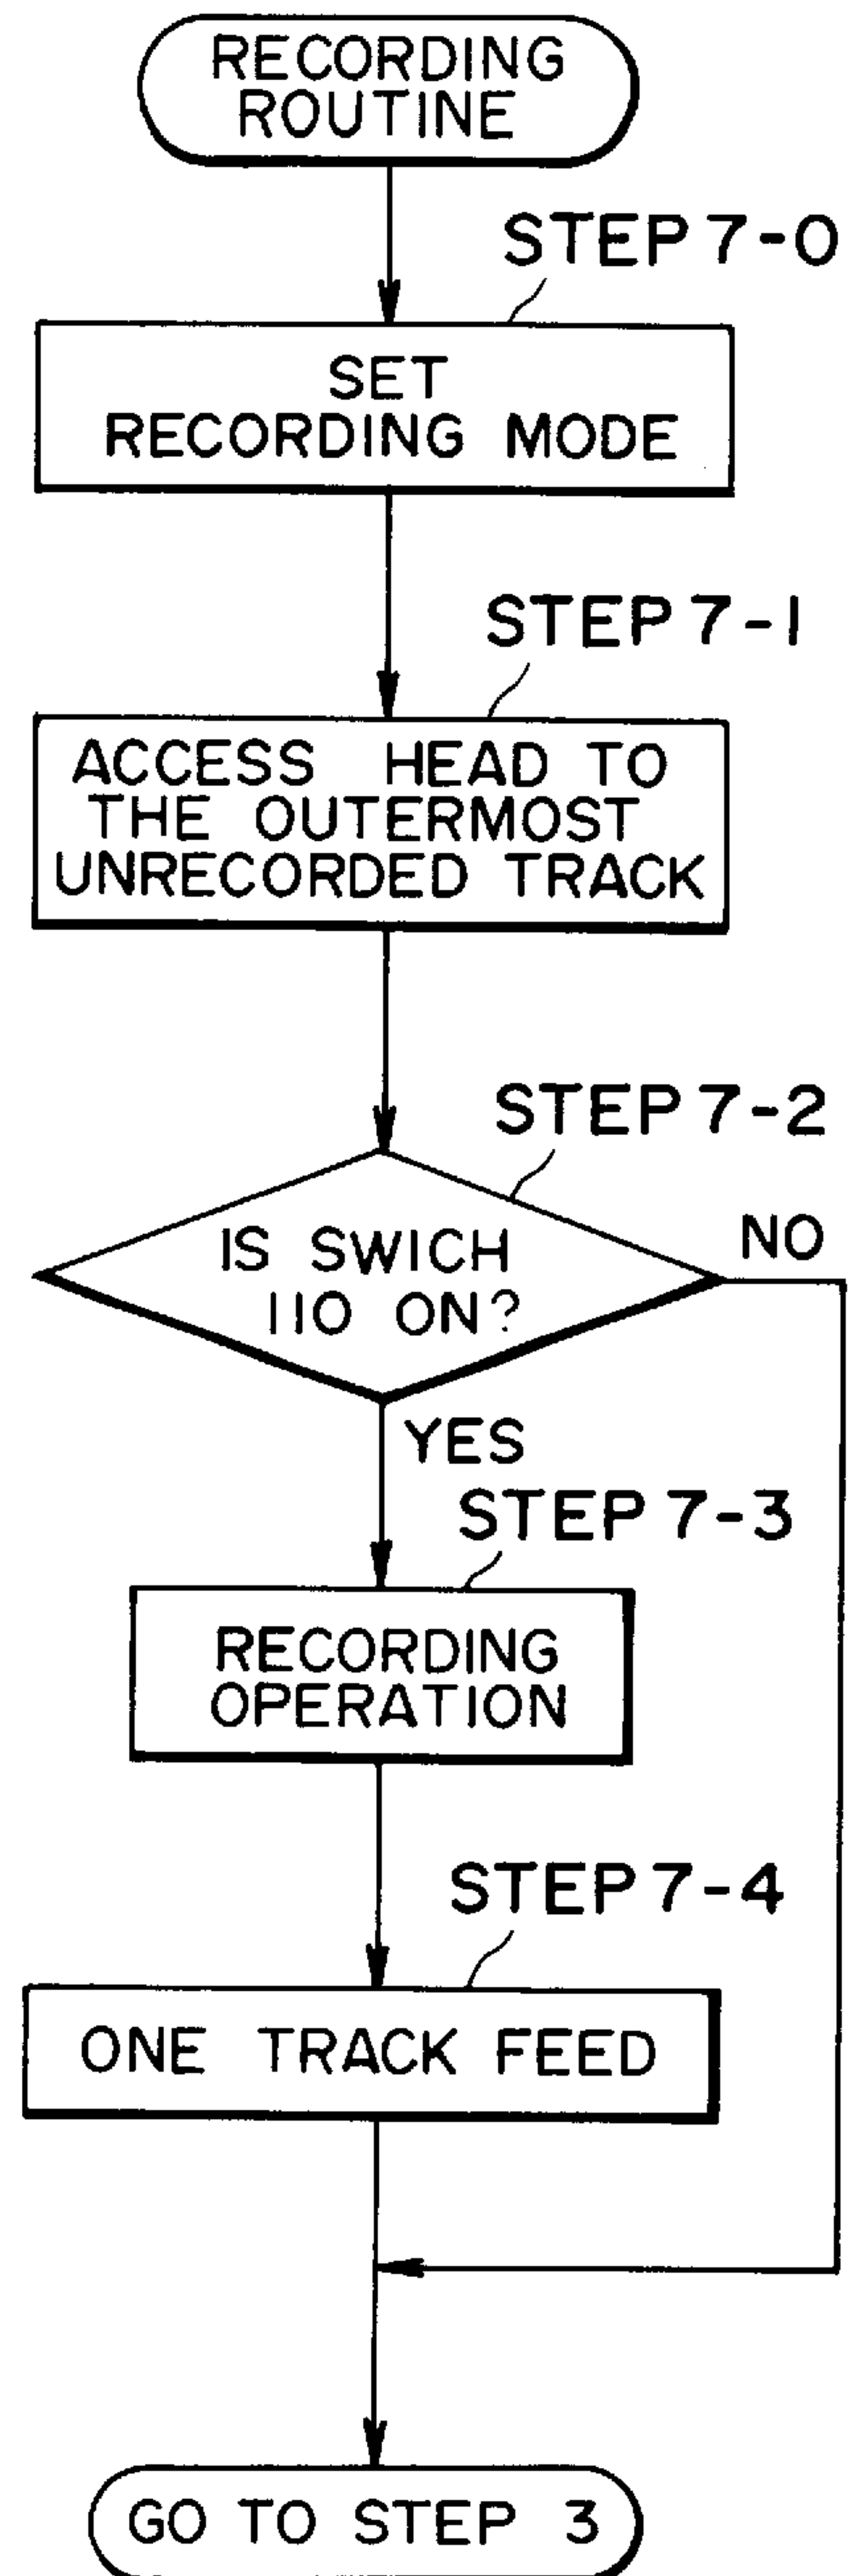 RECORDING
ROUTINE
STEP 7-0
SET
RECORDING MODE
STEP 7-1
ACCESS HEAD TO
THE OUTERMOST
UNRECORDED TRACK
STEP 7-2
IS SWICH
110 ON?
NO
YES
STEP 7-3
RECORDING
OPERATION
STEP 7-4
ONE TRACK FEED
GO TO STEP 3